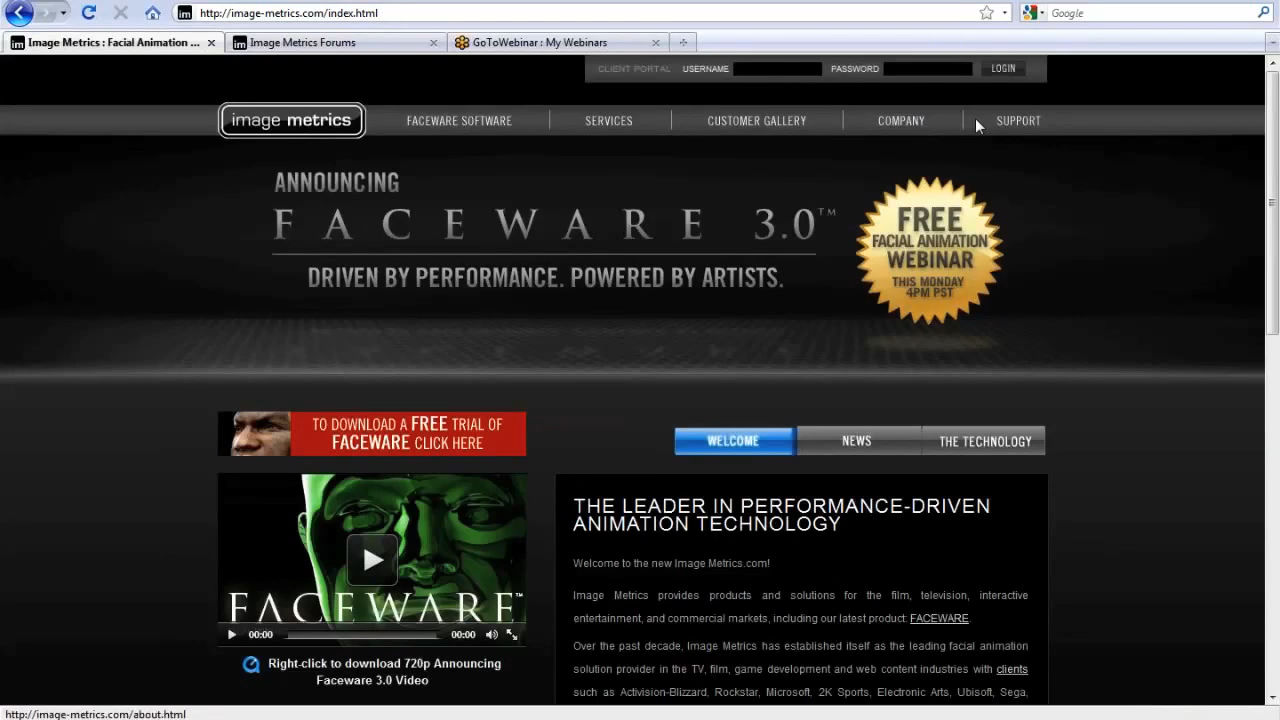 http://image-metrics.com/index.html
Google
Image Metrics : Facial Animation ...
Image Metrics Forums
GoToWebinar : My Webinars
CLIENT PORTAL USERNAME PASSWORD LOGIN
image metrics
FACEWARE SOFTWARE SERVICES CUSTOMER GALLERY COMPANY SUPPORT
ANNOUNCING
FACEWARE 3.0™
DRIVEN BY PERFORMANCE. POWERED BY ARTISTS.
FREE
FACIAL ANIMATION
WEBINAR
THIS MONDAY
4PM PST
TO DOWNLOAD A FREE TRIAL OF
FACEWARE CLICK HERE
WELCOME NEWS THE TECHNOLOGY
FACEWARE™
00:00 00:00
Right-click to download 720p Announcing
Faceware 3.0 Video
THE LEADER IN PERFORMANCE-DRIVEN
ANIMATION TECHNOLOGY
Welcome to the new Image Metrics.com!
Image Metrics provides products and solutions for the film, television, interactive
entertainment, and commercial markets, including our latest product: FACEWARE.
Over the past decade, Image Metrics has established itself as the leading facial animation
solution provider in the TV, film, game development and web content industries with clients
such as Activision-Blizzard, Rockstar, Microsoft, 2K Sports, Electronic Arts, Ubisoft, Sega,
http://image-metrics.com/about.html